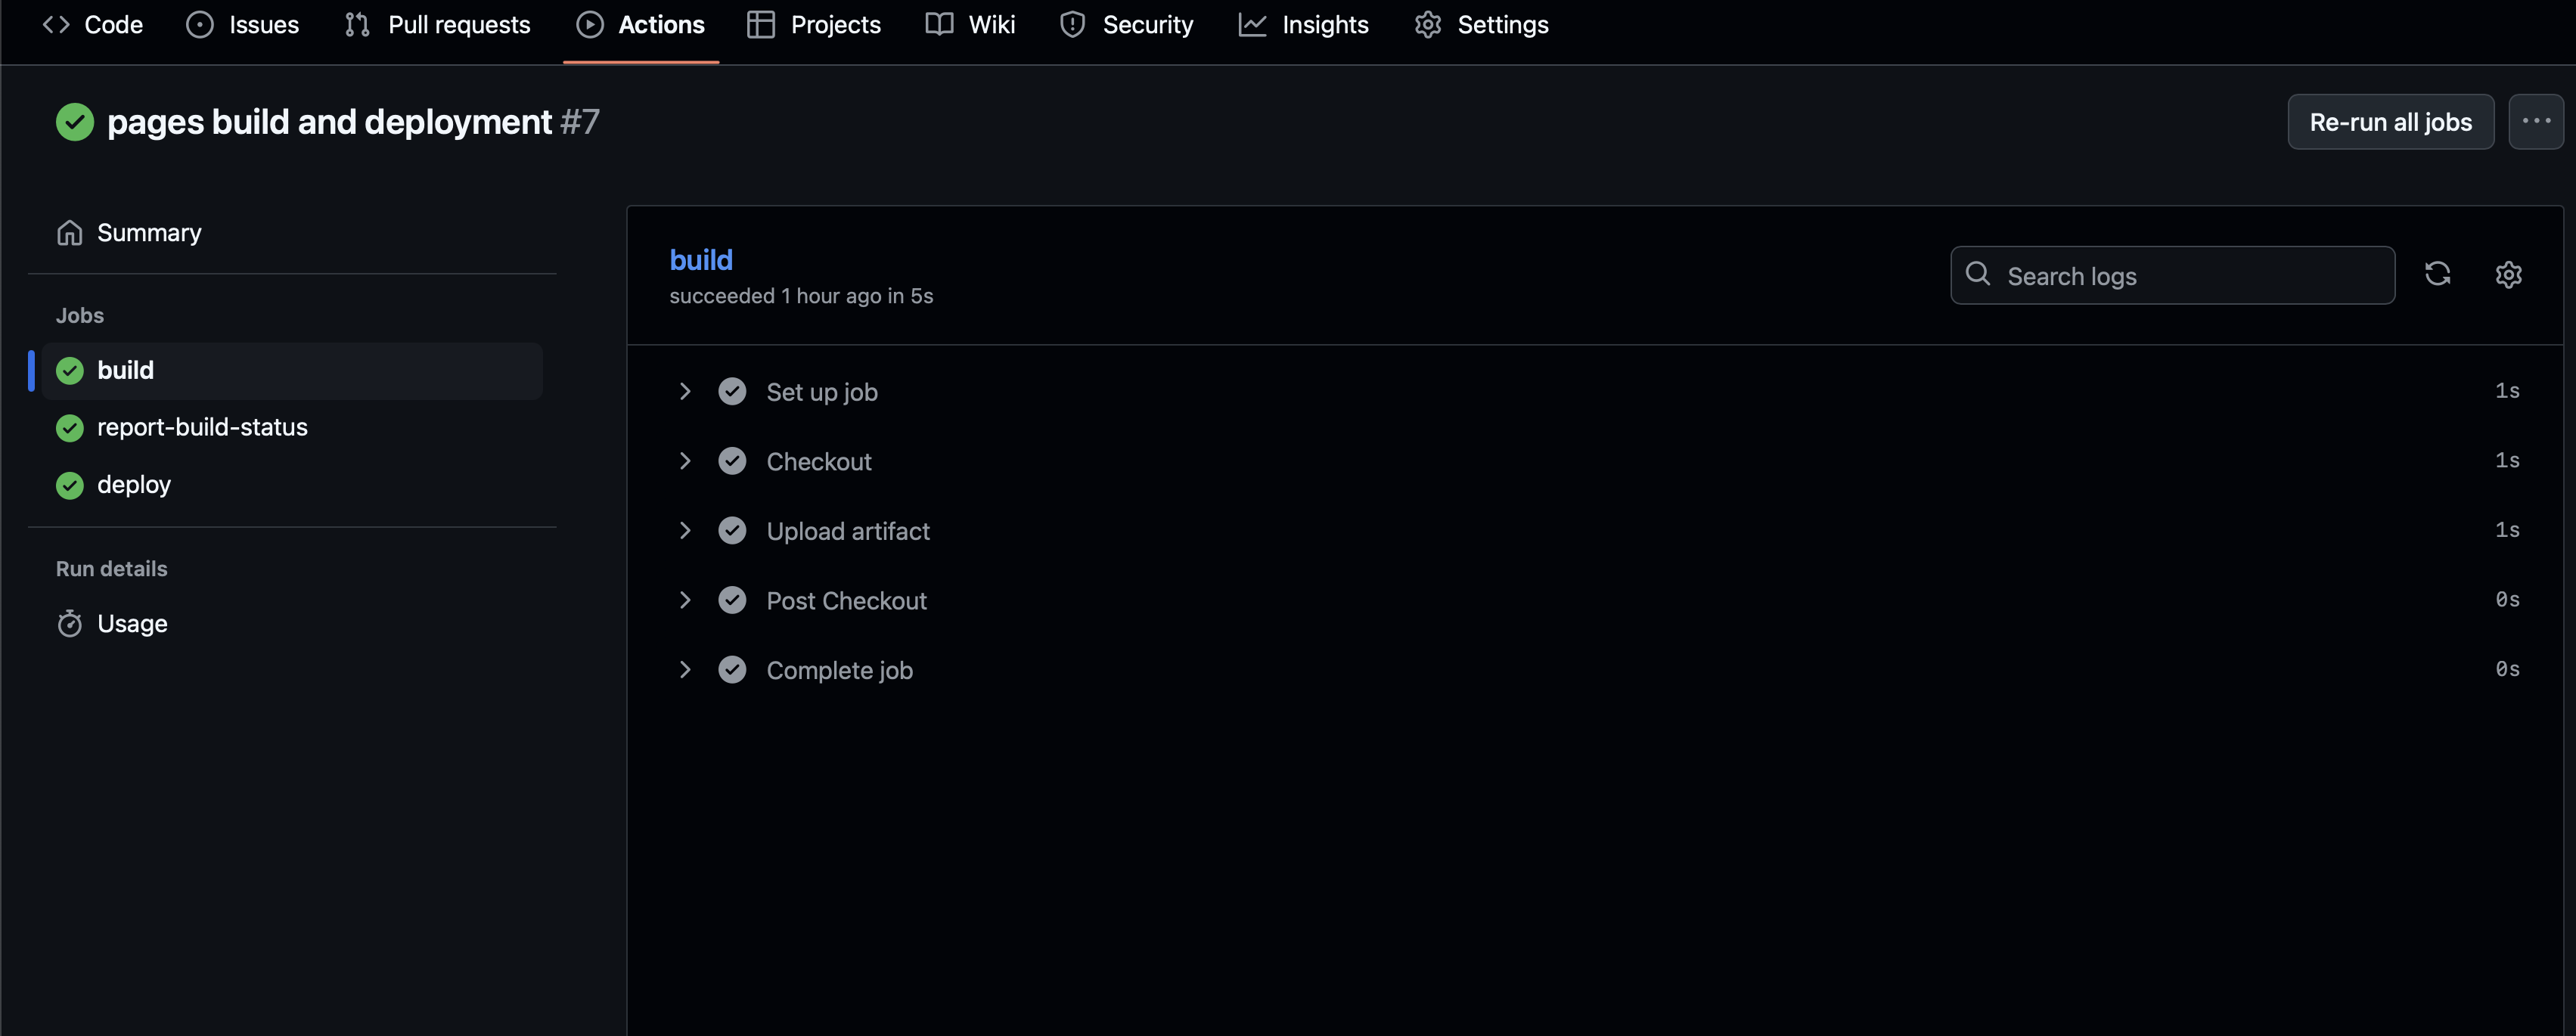 Code Issues Pull requests Actions Projects Wiki Security Insights Settings
pages build and deployment #7
Re-run all jobs
Summary
Jobs
build
report-build-status
deploy
Run details
Usage
build
succeeded 1 hour ago in 5s
Search logs
Set up job 1s
Checkout 1s
Upload artifact 1s
Post Checkout 0s
Complete job 0s